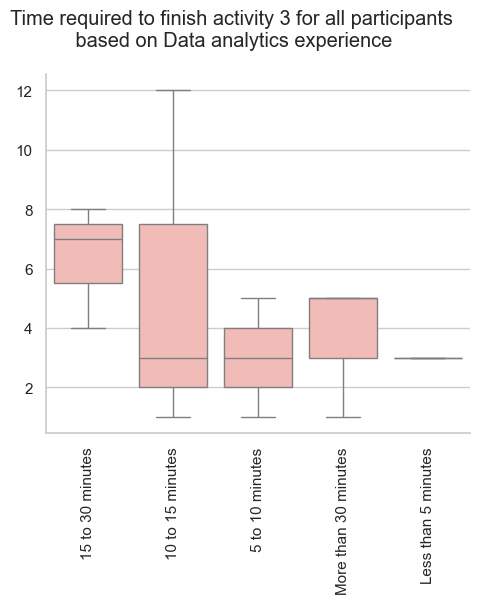 Time required to finish activity 3 for all participants
based on Data analytics experience
12
10
8
6
4
2
15 to 30 minutes
10 to 15 minutes
5 to 10 minutes
More than 30 minutes
Less than 5 minutes